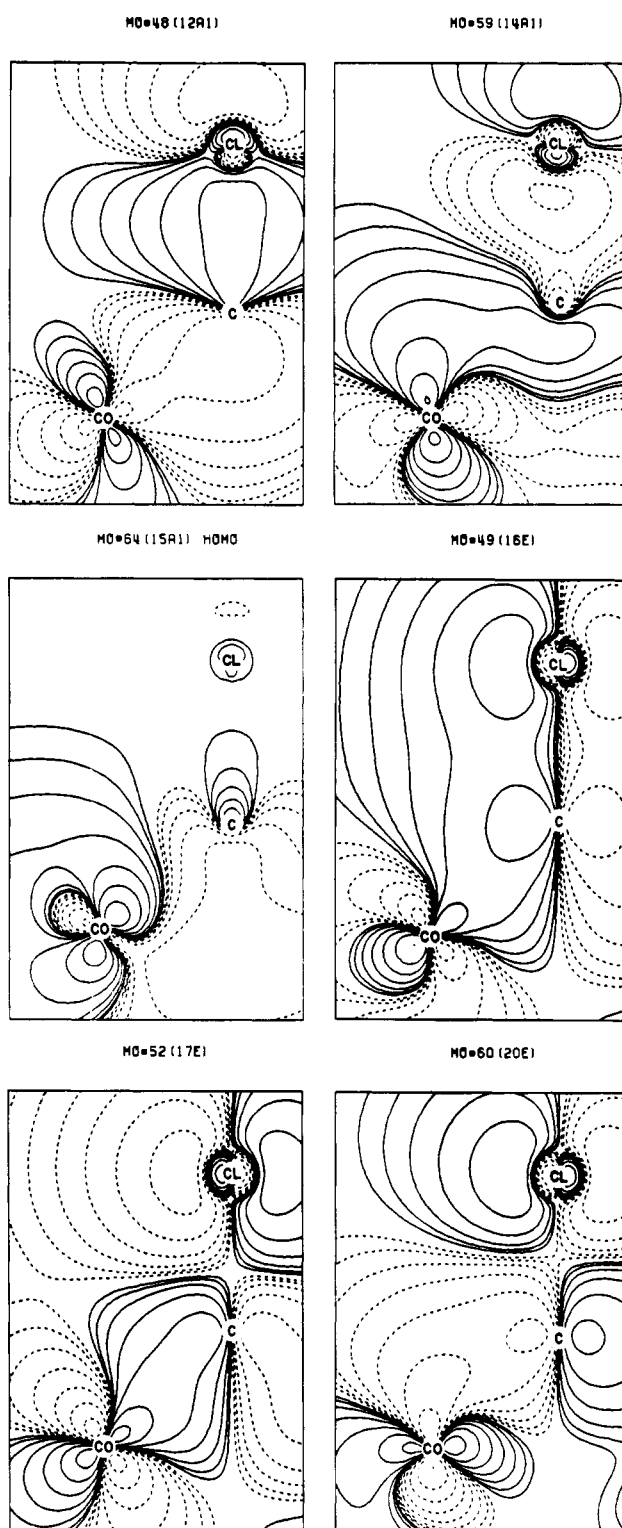 MO=48(12A1) MO=59(14A1)
CL CL
C C
CO CO
MO=64(15A1) HOMO MO=49(16E)
CL CL
C C
CO CO
MO=52(17E) MO=60(20E)
CL CL
C C
CO CO